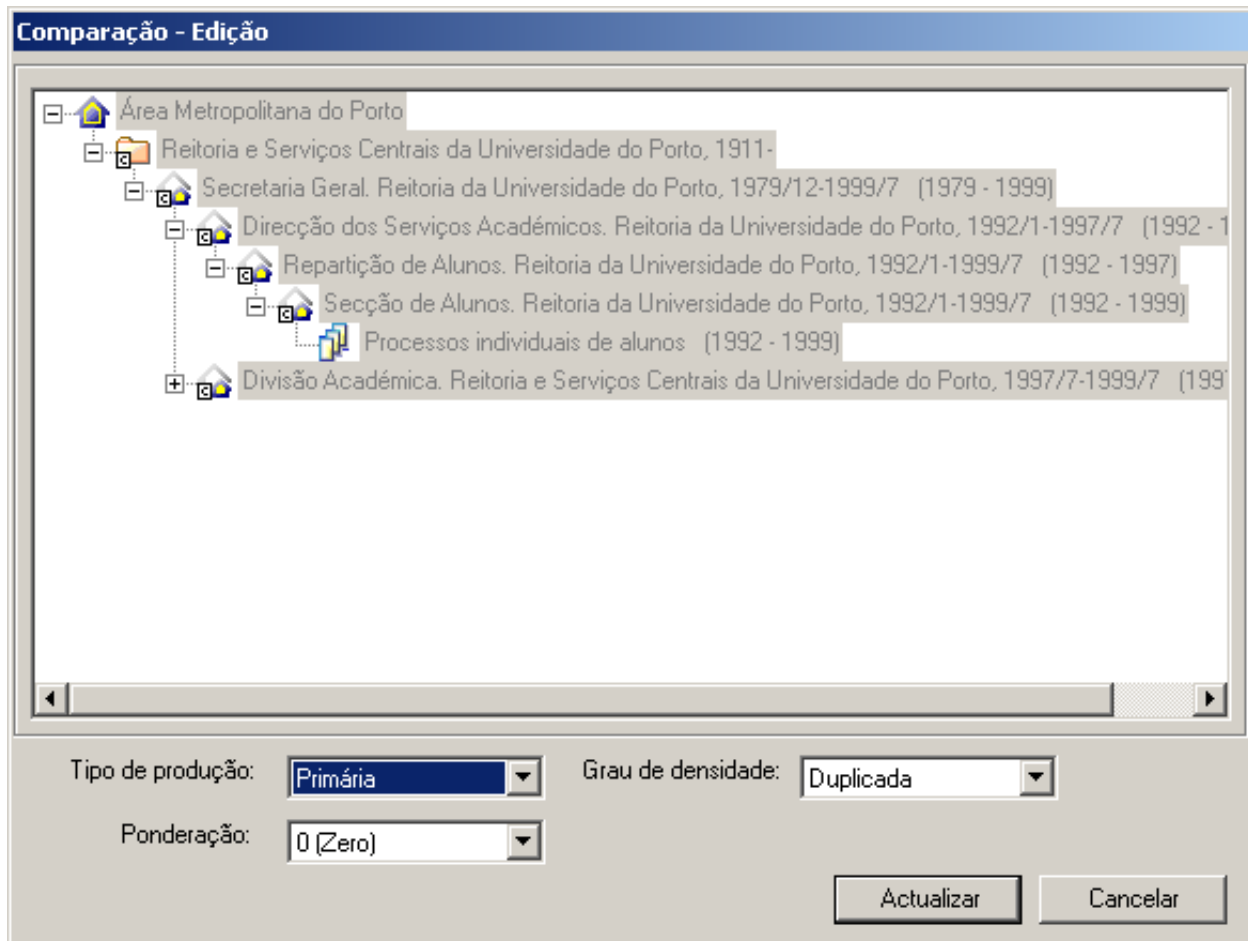 Comparação - Edição
Área Metropolitana do Porto
Reitoria e Serviços Centrais da Universidade do Porto, 1911-
Secretaria Geral. Reitoria da Universidade do Porto, 1979/12-1999/7 (1979 - 1999)
Direcção dos Serviços Académicos. Reitoria da Universidade do Porto, 1992/1-1997/7 (1992 - 1
Repartição de Alunos. Reitoria da Universidade do Porto, 1992/1-1999/7 (1992 - 1997)
Secção de Alunos. Reitoria da Universidade do Porto, 1992/1-1999/7 (1992 - 1999)
Processos individuais de alunos (1992 - 1999)
Divisão Académica. Reitoria e Serviços Centrais da Universidade do Porto, 1997/7-1999/7 (199
Tipo de produção: Primária Grau de densidade: Duplicada
Ponderação: 0 (Zero)
Actualizar Cancelar